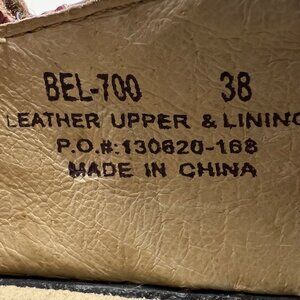 BEL-700 38
LEATHER UPPER & LINING
P.O.#:130620-168
MADE IN CHINA